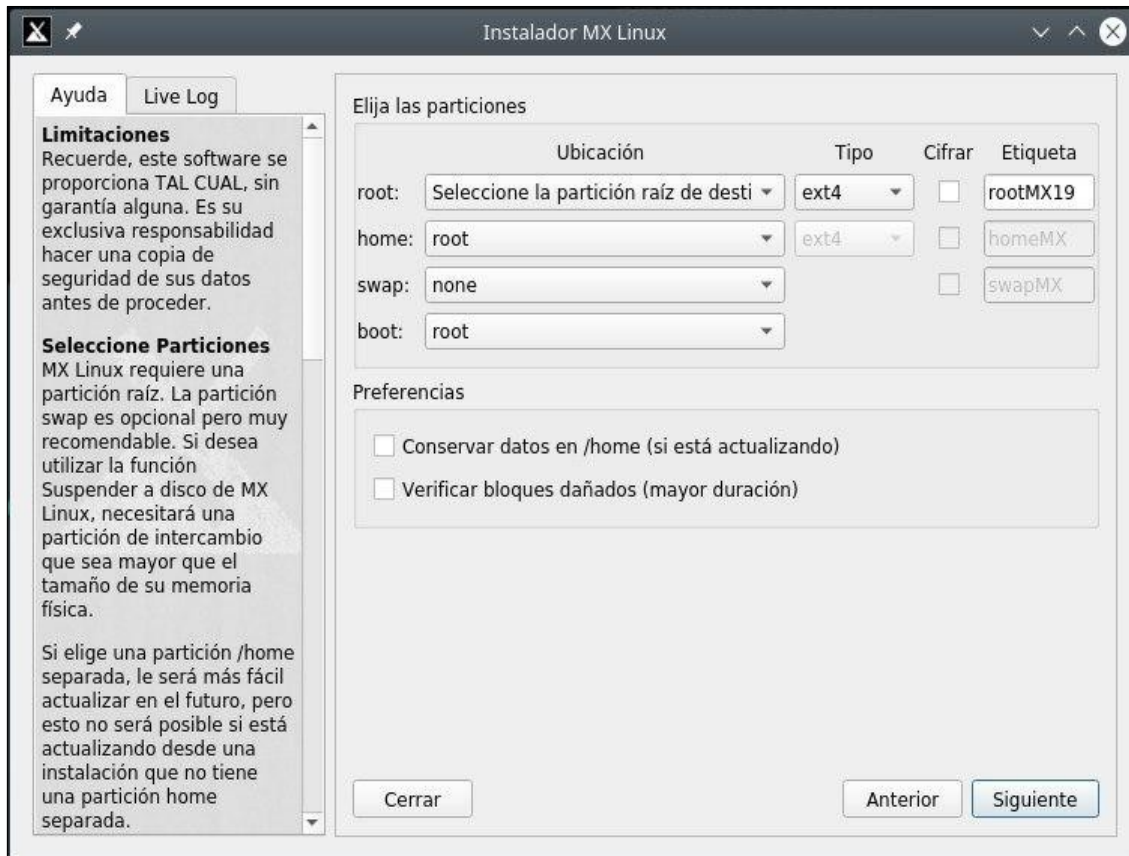 Instalador MX Linux
Ayuda
Live Log
Limitaciones
Recuerde, este software se
proporciona TAL CUAL, sin
garantía alguna. Es su
exclusiva responsabilidad
hacer una copia de
seguridad de sus datos
antes de proceder.
Seleccione Particiones
MX Linux requiere una
partición raíz. La partición
swap es opcional pero muy
recomendable. Si desea
utilizar la función
Suspender a disco de MX
Linux, necesitará una
partición de intercambio
que sea mayor que el
tamaño de su memoria
física.
Si elige una partición /home
separada, le será más fácil
actualizar en el futuro, pero
esto no será posible si está
actualizando desde una
instalación que no tiene
una partición home
separada.
Elija las particiones
Ubicación Tipo Cifrar Etiqueta
root: Seleccione la partición raíz de desti ext4 rootMX19
home: root ext4 homeMX
swap: none swapMX
boot: root
Preferencias
Conservar datos en /home (si está actualizando)
Verificar bloques dañados (mayor duración)
Cerrar Anterior Siguiente